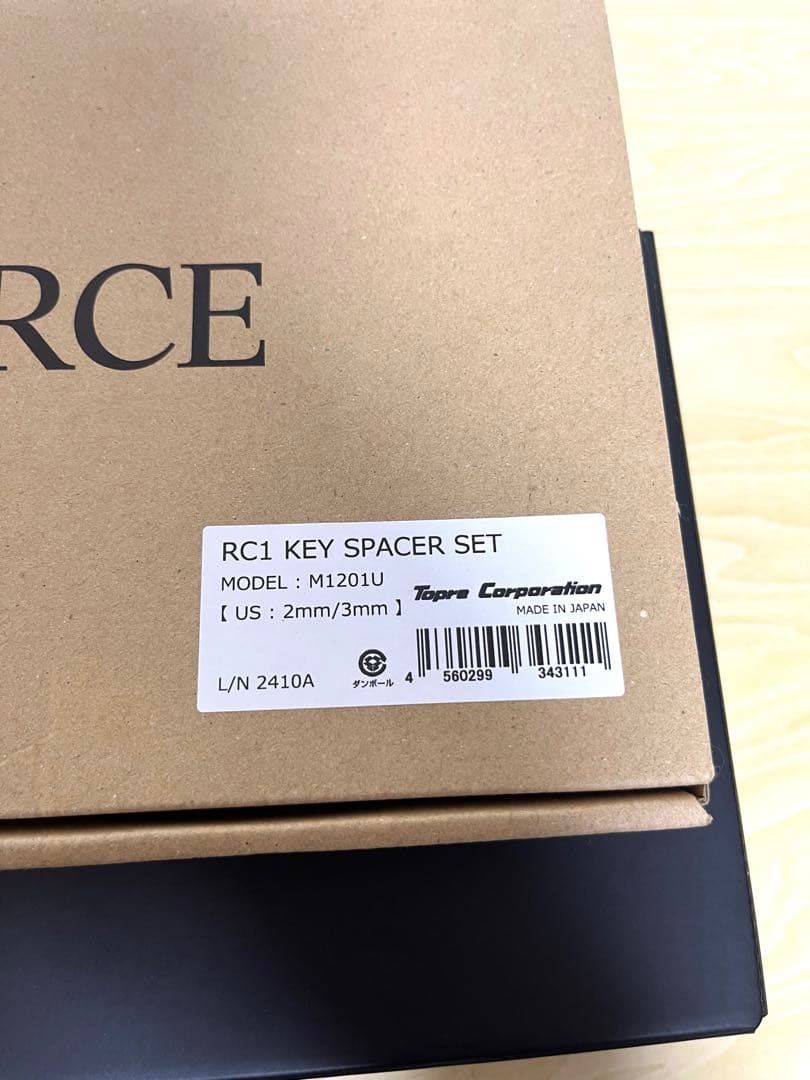 RCE
RC1 KEY SPACER SET
MODEL : M1201U
【 US : 2mm/3mm 】
Topre Corporation
MADE IN JAPAN
L/N 2410A
ダンボール
4 560299 343111